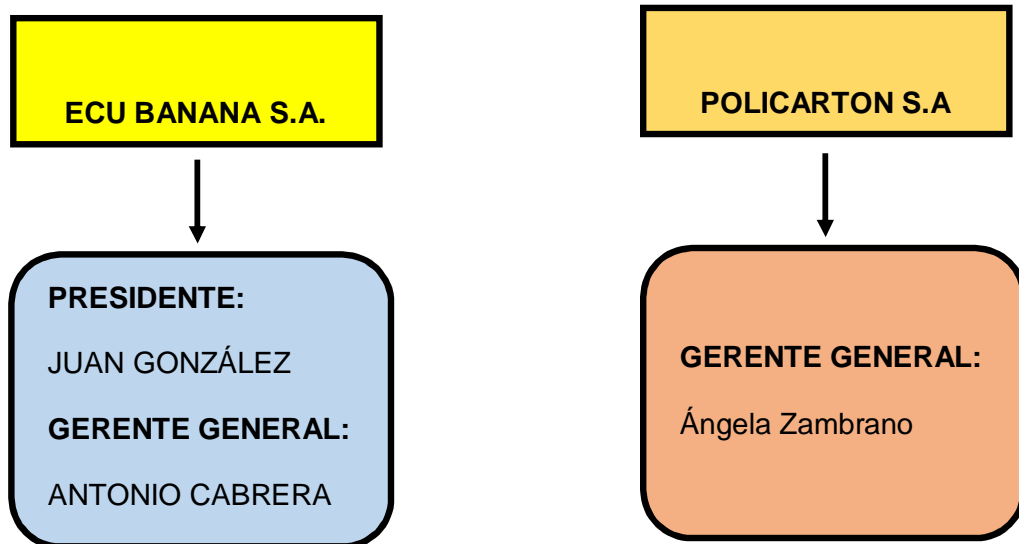 ECU BANANA S.A.
PRESIDENTE:
JUAN GONZÁLEZ
GERENTE GENERAL:
ANTONIO CABRERA
POLICARTON S.A
GERENTE GENERAL:
Ángela Zambrano